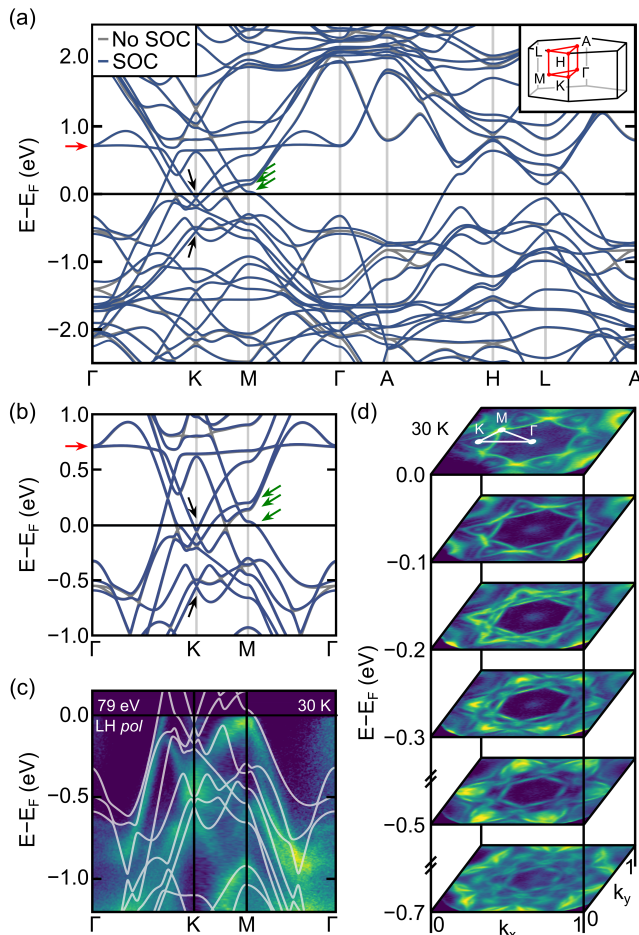 (a)
No SOC
SOC
2.0
1.0
0.0
−1.0
−2.0
E−E_F (eV)
L
A
H
Γ
M
K
Γ
K
M
Γ
A
H
L
A
(b)
1.0
0.5
0.0
−0.5
−1.0
E−E_F (eV)
Γ
K
M
Γ
(c)
79 eV
30 K
LH pol
0.0
−0.5
−1.0
E−E_F (eV)
Γ
K
M
Γ
(d)
30 K
M
K
Γ
0.0
−0.1
−0.2
−0.3
−0.5
−0.7
E−E_F (eV)
0
k_x
1
0
k_y
1